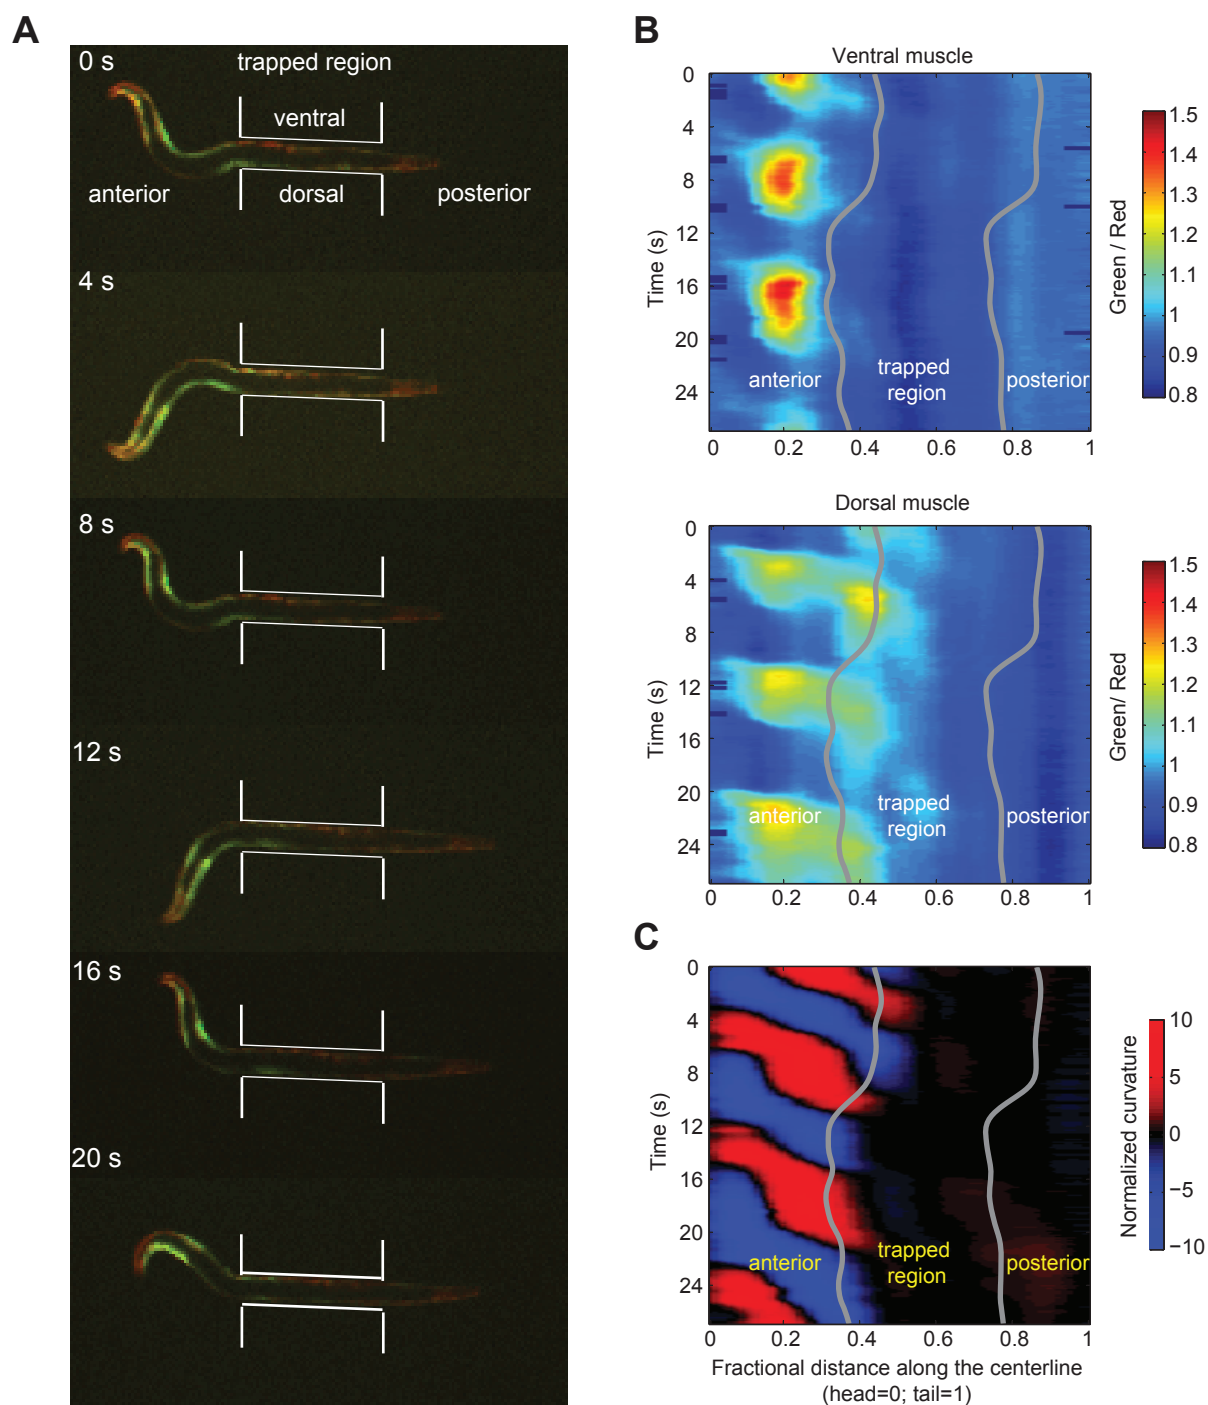 A
0 s
trapped region
ventral
anterior
dorsal
posterior
4 s
8 s
12 s
16 s
20 s
B
Ventral muscle
0
4
8
12
16
20
24
Time (s)
anterior
trapped
region
posterior
0
0.2
0.4
0.6
0.8
1
1.5
1.4
1.3
1.2
1.1
1
0.9
0.8
Green / Red
Dorsal muscle
0
4
8
12
16
20
24
Time (s)
anterior
trapped
region
posterior
0
0.2
0.4
0.6
0.8
1
1.5
1.4
1.3
1.2
1.1
1
0.9
0.8
Green/ Red
C
0
4
8
12
16
20
24
Time (s)
anterior
trapped
region
posterior
0
0.2
0.4
0.6
0.8
1
Fractional distance along the centerline
(head=0; tail=1)
10
5
0
−5
−10
Normalized curvature